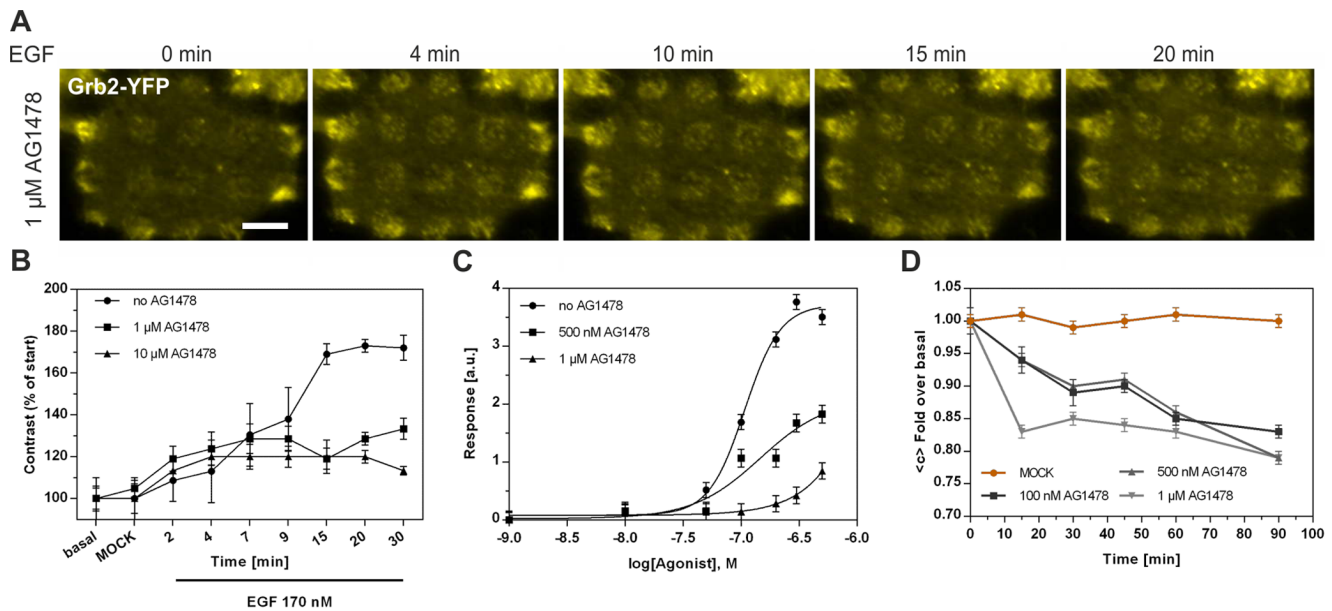 A
EGF 0 min 4 min 10 min 15 min 20 min
Grb2-YFP
1 µM AG1478
B
Contrast (% of start)
200
180
160
140
120
100
no AG1478
1 µM AG1478
10 µM AG1478
basal MOCK 2 4 7 9 15 20 30
Time [min]
EGF 170 nM
C
Response [a.u.]
4
3
2
1
0
no AG1478
500 nM AG1478
1 µM AG1478
-9.0 -8.5 -8.0 -7.5 -7.0 -6.5 -6.0
log[Agonist], M
D
<c> Fold over basal
1.05
1.00
0.95
0.90
0.85
0.80
0.75
0.70
MOCK 500 nM AG1478
100 nM AG1478 1 µM AG1478
0 10 20 30 40 50 60 70 80 90 100
Time [min]